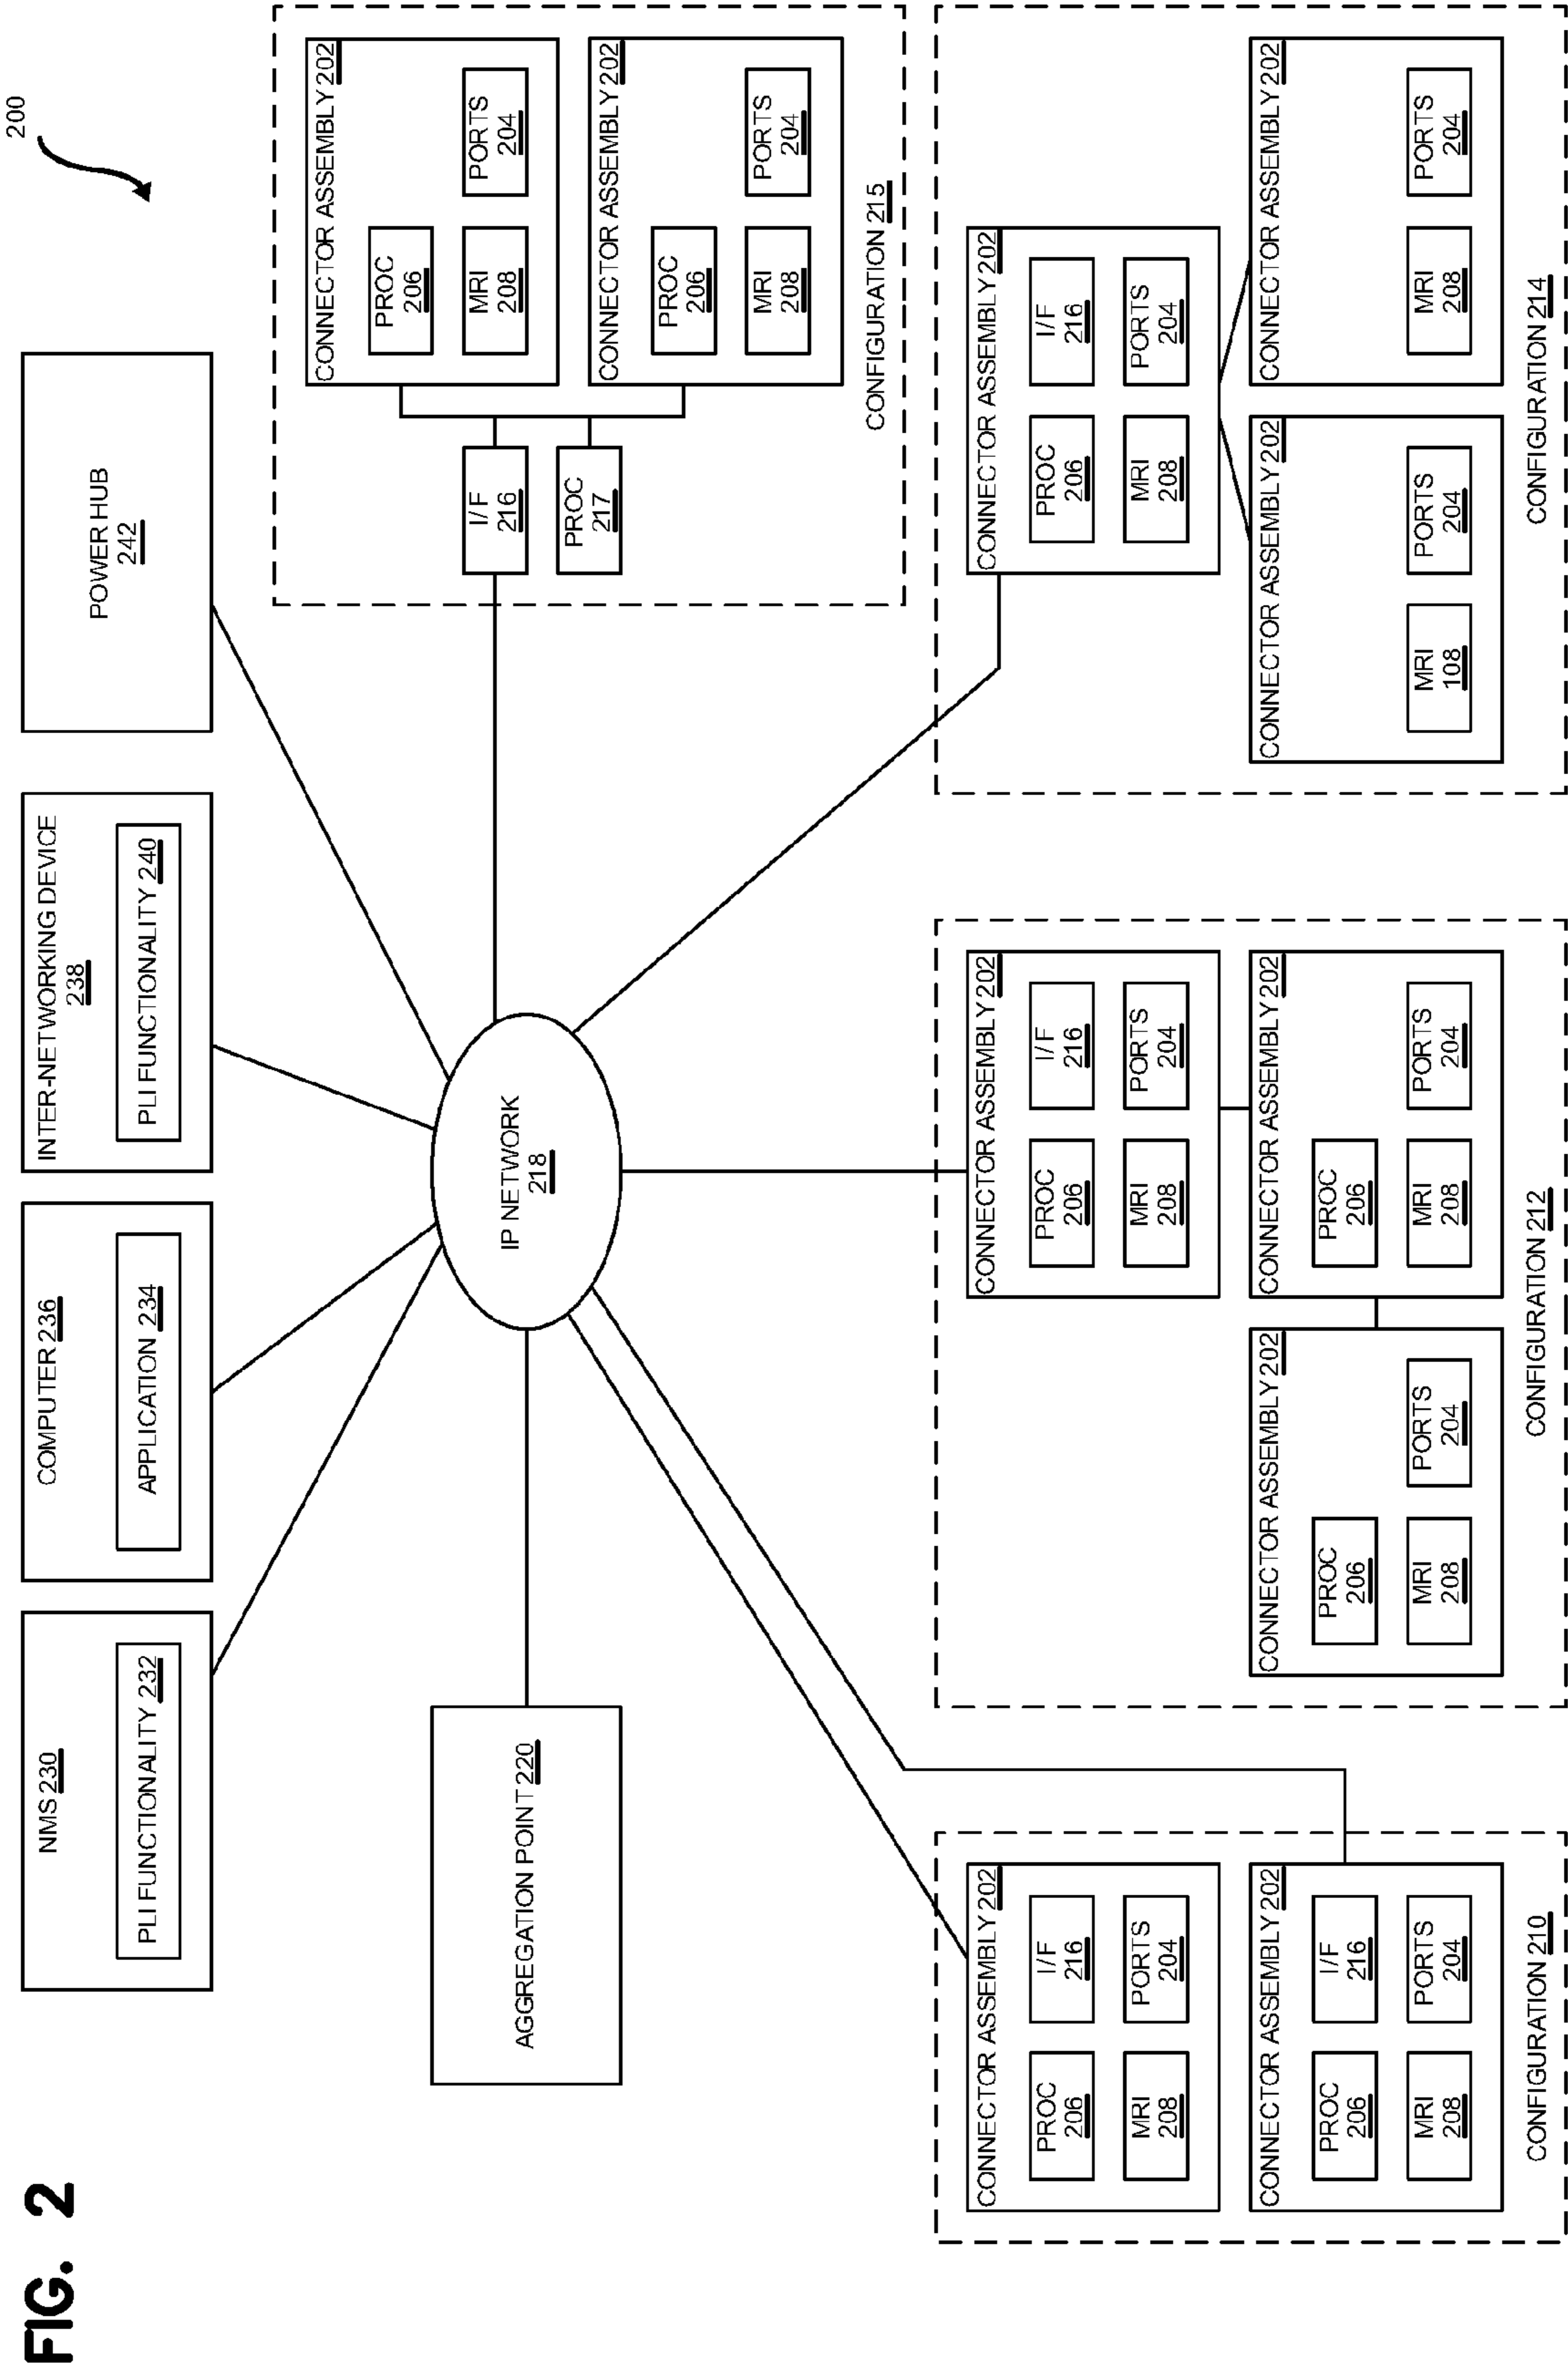 FIG. 2
200
NMS 230
PLI FUNCTIONALITY 232
COMPUTER 236
APPLICATION 234
INTER-NETWORKING DEVICE
238
PLI FUNCTIONALITY 240
POWER HUB
242
AGGREGATION POINT 220
IP NETWORK
218
I/F
216
PROC
217
CONNECTOR ASSEMBLY 202
PROC
206
MRI
208
PORTS
204
CONNECTOR ASSEMBLY 202
PROC
206
MRI
208
PORTS
204
CONFIGURATION 215
CONNECTOR ASSEMBLY 202
PROC
206
I/F
216
MRI
208
PORTS
204
CONNECTOR ASSEMBLY 202
PROC
206
I/F
216
MRI
208
PORTS
204
CONFIGURATION 210
CONNECTOR ASSEMBLY 202
PROC
206
I/F
216
MRI
208
PORTS
204
CONNECTOR ASSEMBLY 202
PROC
206
MRI
208
PORTS
204
CONNECTOR ASSEMBLY 202
PROC
206
MRI
208
PORTS
204
CONFIGURATION 212
CONNECTOR ASSEMBLY 202
PROC
206
I/F
216
MRI
208
PORTS
204
CONNECTOR ASSEMBLY 202
MRI
108
PORTS
204
CONNECTOR ASSEMBLY 202
MRI
208
PORTS
204
CONFIGURATION 214